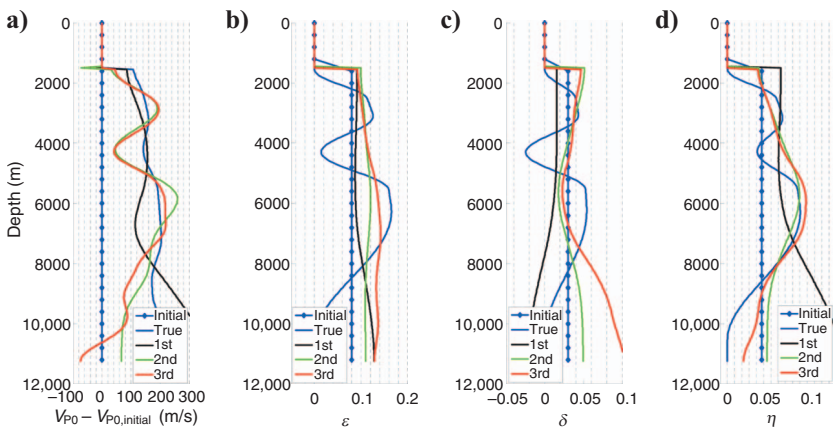 a)
0
2000
4000
6000
8000
10,000
12,000
Depth (m)
−100 0 100 200 300
V_P0 − V_P0,initial (m/s)
Initial
True
1st
2nd
3rd
b)
0
2000
4000
6000
8000
10,000
12,000
0 0.1 0.2
ε
Initial
True
1st
2nd
3rd
c)
0
2000
4000
6000
8000
10,000
12,000
−0.05 0 0.05 0.1
δ
Initial
True
1st
2nd
3rd
d)
0
2000
4000
6000
8000
10,000
12,000
0 0.05 0.1
η
Initial
True
1st
2nd
3rd